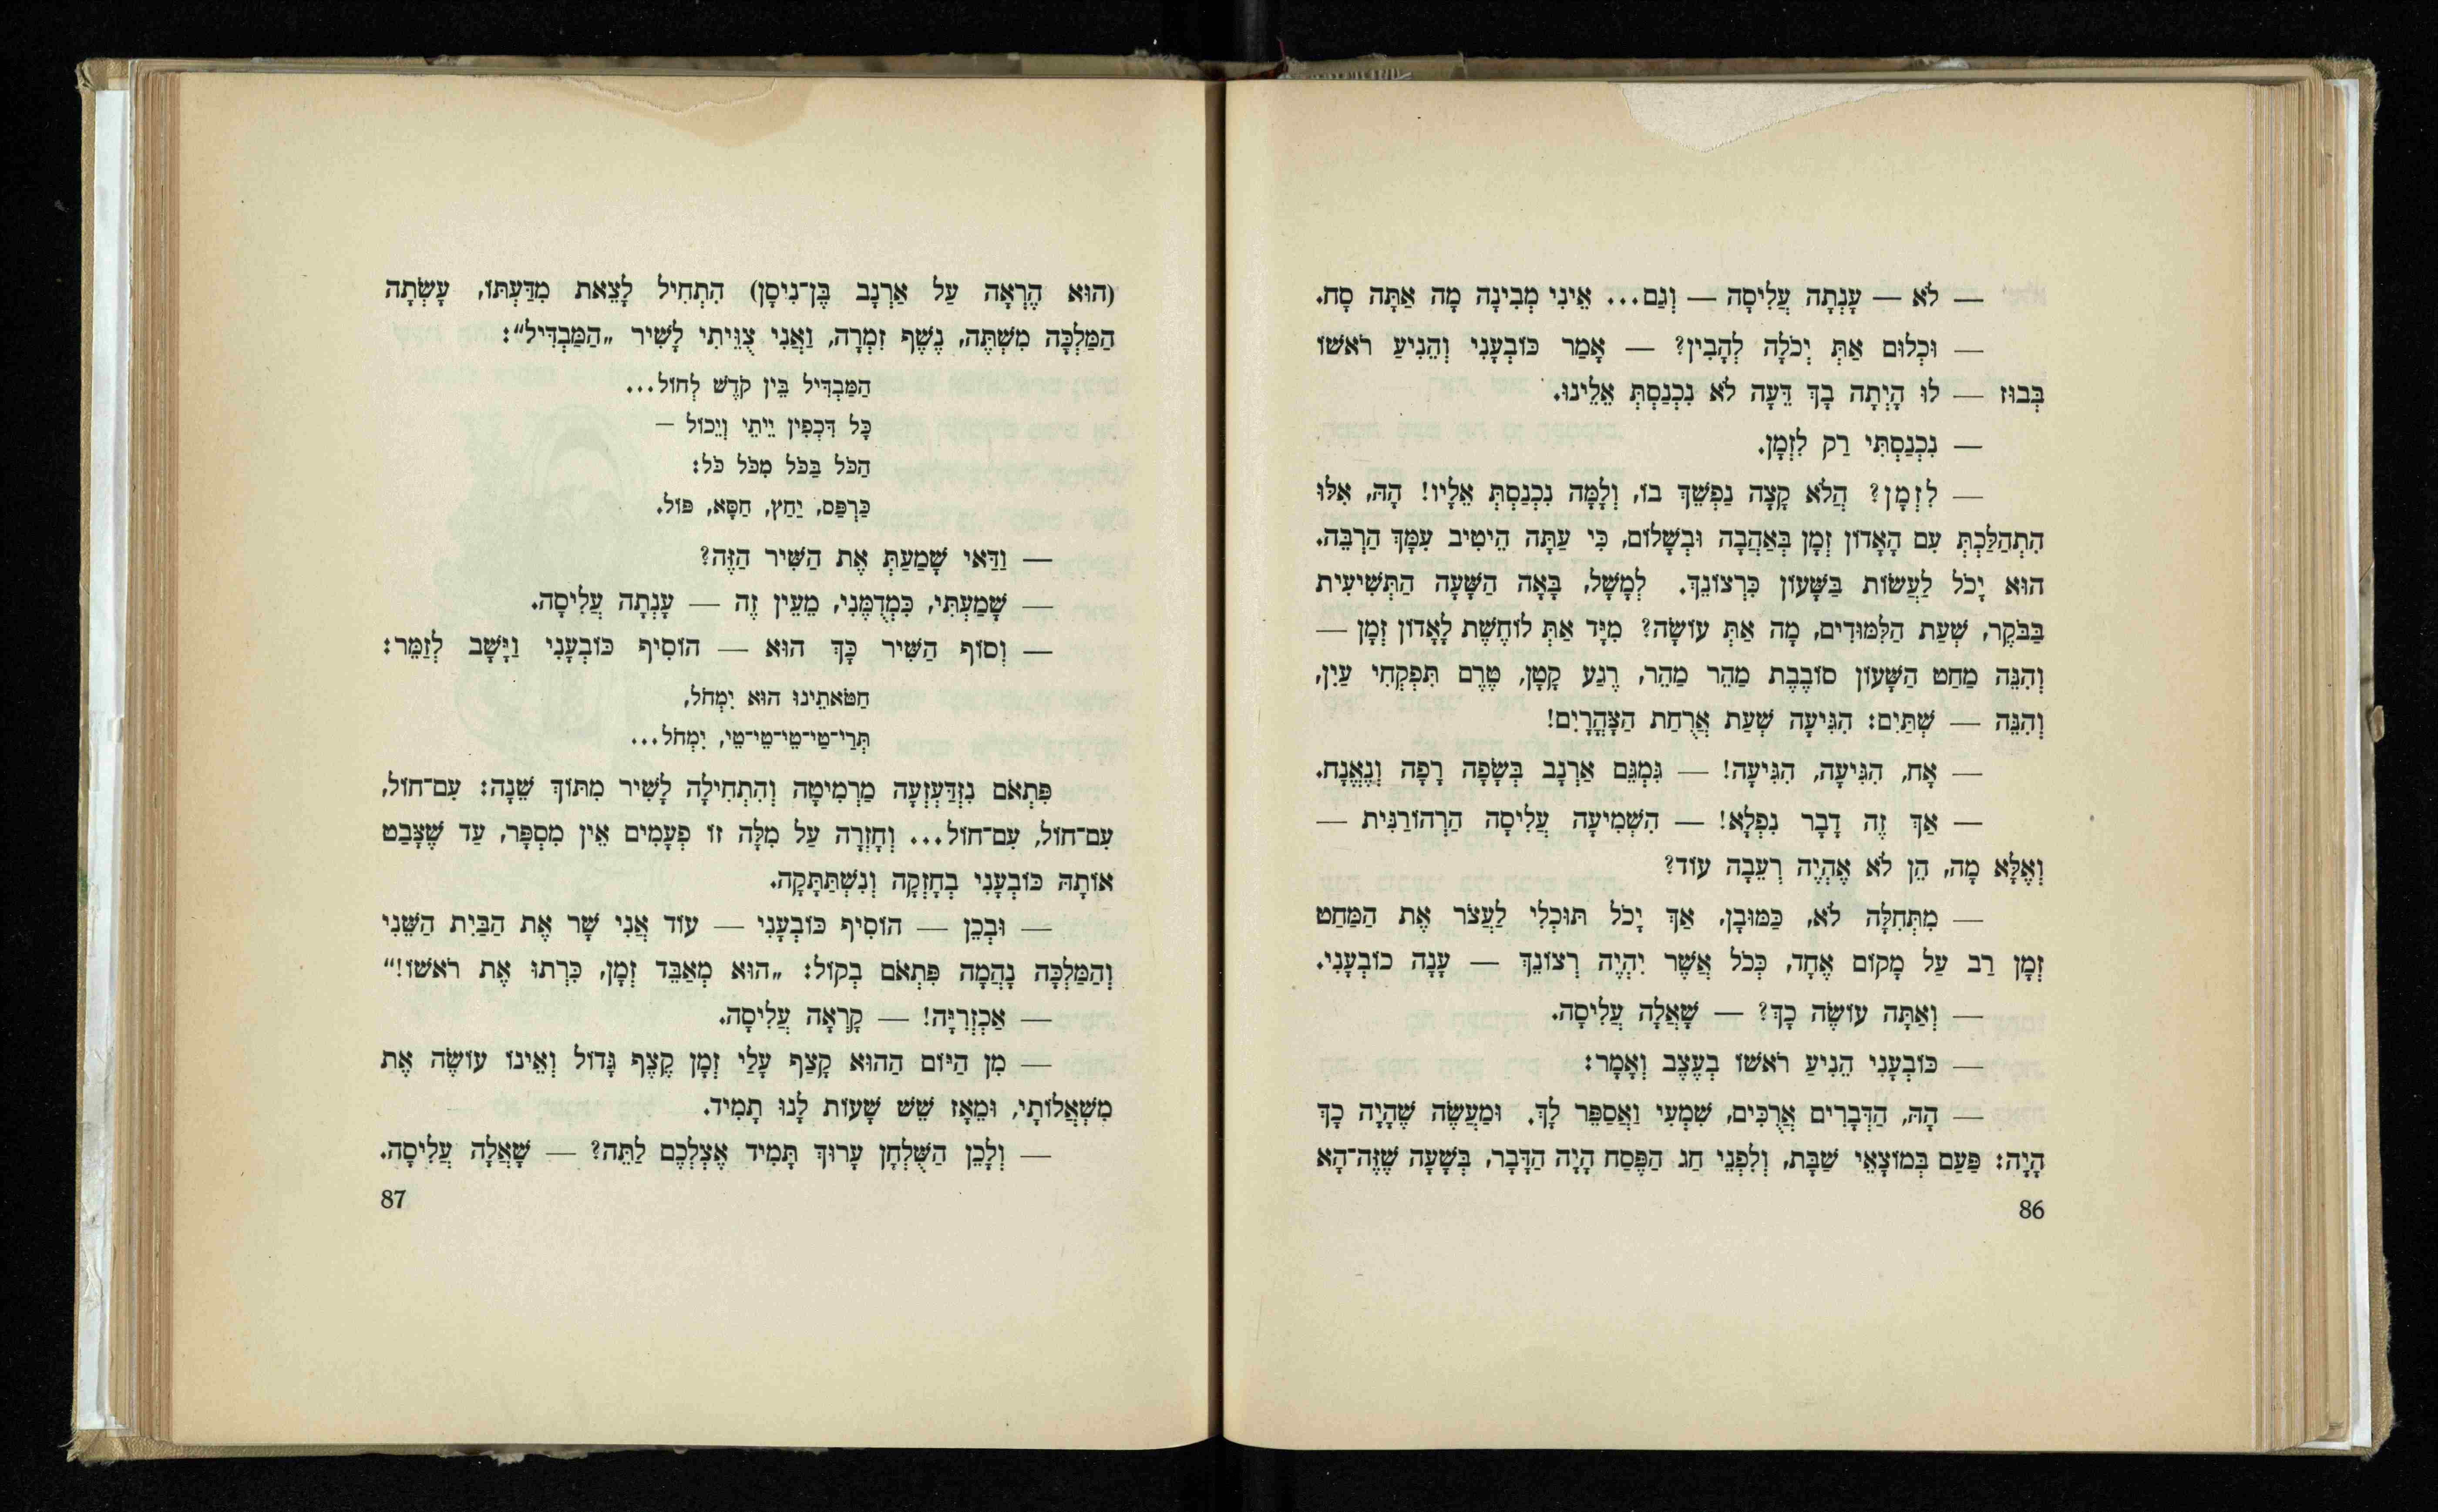 — לֹא — עָנְתָה עֲלִיסָה — וְגַם... אֵינִי מְבִינָה מָה אַתָּה סָח.
— וּכְלוּם אַתְּ יְכֹלָה לְהָבִין? — אָמַר כּוֹבְעָנִי וְהֵנִיעַ רֹאשׁוֹ
בְּבוּז — לוּ הָיְתָה בָךְ דֵּעָה לֹא נִכְנַסְתְּ אֵלֵינוּ.
— נִכְנַסְתִּי רַק לִזְמָן.
— לִזְמָן? הֲלֹא קָצָה נַפְשֵׁךְ בּוֹ, וְלָמָּה נִכְנַסְתְּ אֵלָיו! הָהּ, אִלּוּ
הִתְהַלַּכְתְּ עִם הָאָדוֹן זְמָן בְּאַהֲבָה וּבְשָׁלוֹם, כִּי עַתָּה הֵיטִיב עִמָּךְ הַרְבֵּה.
הוּא יָכֹל לַעֲשׂוֹת בַּשָּׁעוֹן כִּרְצוֹנֵךְ. לְמָשָׁל, בָּאָה הַשָּׁעָה הַתְּשִׁיעִית
בַּבֹּקֶר, שְׁעַת הַלִּמּוּדִים, מָה אַתְּ עוֹשָׂה? מִיָּד אַתְּ לוֹחֶשֶׁת לָאָדוֹן זְמָן —
וְהִנֵּה מַחַט הַשָּׁעוֹן סוֹבֶבֶת מַהֵר מַהֵר, רֶגַע קָטָן, טֶרֶם תִּפְקְחִי עַיִן,
וְהִנֵּה — שְׁתַּיִם: הִגִּיעָה שְׁעַת אֲרֻחַת הַצָּהֳרָיִם!
— אָח, הִגִּיעָה, הִגִּיעָה! — גִּמְגֵּם אַרְנָב בְּשָׂפָה רָפָה וְנֶאֱנָח.
— אַךְ זֶה דָבָר נִפְלָא! — הִשְׁמִיעָה עֲלִיסָה הַרְהוֹרַנִּית —
וְאֶלָּא מָה, הֵן לֹא אֶהְיֶה רְעֵבָה עוֹד?
— מִתְּחִלָּה לֹא, כַּמּוּבָן, אַךְ יָכֹל תּוּכְלִי לַעֲצֹר אֶת הַמַּחַט
זְמָן רַב עַל מָקוֹם אֶחָד, כְּכֹל אֲשֶׁר יִהְיֶה רְצוֹנֵךְ — עָנָה כּוֹבְעָנִי.
— וְאַתָּה עוֹשֶׂה כָךְ? — שָׁאֲלָה עֲלִיסָה.
— כּוֹבְעָנִי הֵנִיעַ רֹאשׁוֹ בְעֶצֶב וְאָמָר:
— הָהּ, הַדְּבָרִים אֲרֻכִּים, שִׁמְעִי וַאֲסַפֵּר לָךְ. וּמַעֲשֶׂה שֶׁהָיָה כָּךְ
הָיָה: פַּעַם בְּמוֹצָאֵי שַׁבָּת, וְלִפְנֵי חַג הַפֶּסַח הָיָה הַדָּבָר, בְּשָׁעָה שֶׁזֶּה־הָא
86
(הוּא הֶרְאָה עַל אַרְנָב בֶּן־נִיסָן) הִתְחִיל לָצֵאת מִדַּעְתּוֹ, עָשְׂתָה
הַמַּלְכָּה מִשְׁתֶּה, נֶשֶׁף זִמְרָה, וַאֲנִי צֻוֵּיתִי לָשִׁיר „הַמַּבְדִּיל“:
הַמַּבְדִּיל בֵּין קֹדֶשׁ לְחוֹל...
כָּל דִּכְפִין יֵיתֵי וְיֵכוֹל —
הַכֹּל בַּכֹּל מִכֹּל כֹּל:
כַּרְפַּס, יַחַץ, חַסָּא, פּוֹל.
— וַדַּאי שָׁמַעַתְּ אֶת הַשִּׁיר הַזֶּה?
— שָׁמַעְתִּי, כִּמְדֻמֶּנִי, מֵעֵין זֶה — עָנְתָה עֲלִיסָה.
— וְסוֹף הַשִּׁיר כָּךְ הוּא — הוֹסִיף כּוֹבְעָנִי וַיָּשָׁב לְזַמֵּר:
חַטֹּאתֵינוּ הוּא יִמְחֹל,
תְּרַי־טַי־טֵי־טֵי־טֵי, יִמְחֹל...
פִּתְאֹם נִזְדַּעְזְעָה מַרְמִיטָה וְהִתְחִילָה לָשִׁיר מִתּוֹךְ שֵׁנָה: עִם־חוֹל,
עִם־חוֹל, עִם־חוֹל... וְחָזְרָה עַל מִלָּה זוֹ פְעָמִים אֵין מִסְפָּר, עַד שֶׁצָּבַט
אוֹתָהּ כּוֹבְעָנִי בְחָזְקָה וְנִשְׁתַּתָּקָה.
— וּבְכֵן — הוֹסִיף כּוֹבְעָנִי — עוֹד אֲנִי שָׁר אֶת הַבַּיִת הַשֵּׁנִי
וְהַמַּלְכָּה נָהֲמָה פִּתְאֹם בְּקוֹל: „הוּא מְאַבֵּד זְמָן, כִּרְתוּ אֶת רֹאשׁוֹ!“
— אַכְזְרִיָּה! — קָרְאָה עֲלִיסָה.
— מִן הַיּוֹם הַהוּא קָצַף עָלַי זְמָן קֶצֶף גָּדוֹל וְאֵינוֹ עוֹשֶׂה אֶת
מִשְׁאֲלוֹתָי, וּמֵאָז שֵׁשׁ שָׁעוֹת לָנוּ תָמִיד.
— וְלָכֵן הַשֻּׁלְחָן עָרוּךְ תָּמִיד אֶצְלְכֶם לַתֵּה? — שָׁאֲלָה עֲלִיסָה.
87